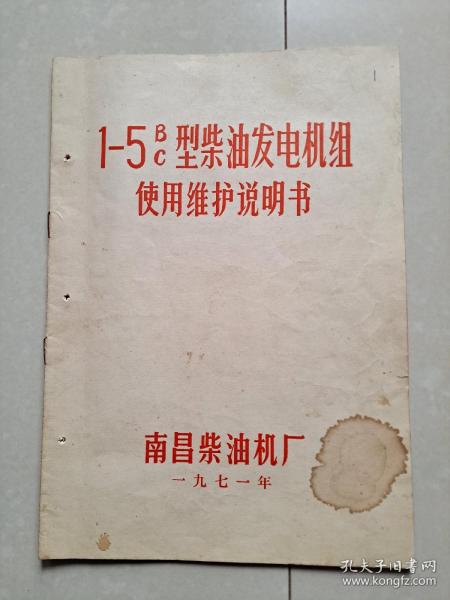 1-5 B/C 型柴油发电机组
使用维护说明书
南昌柴油机厂
一九七一年
孔夫子旧书网
www.kongfz.com